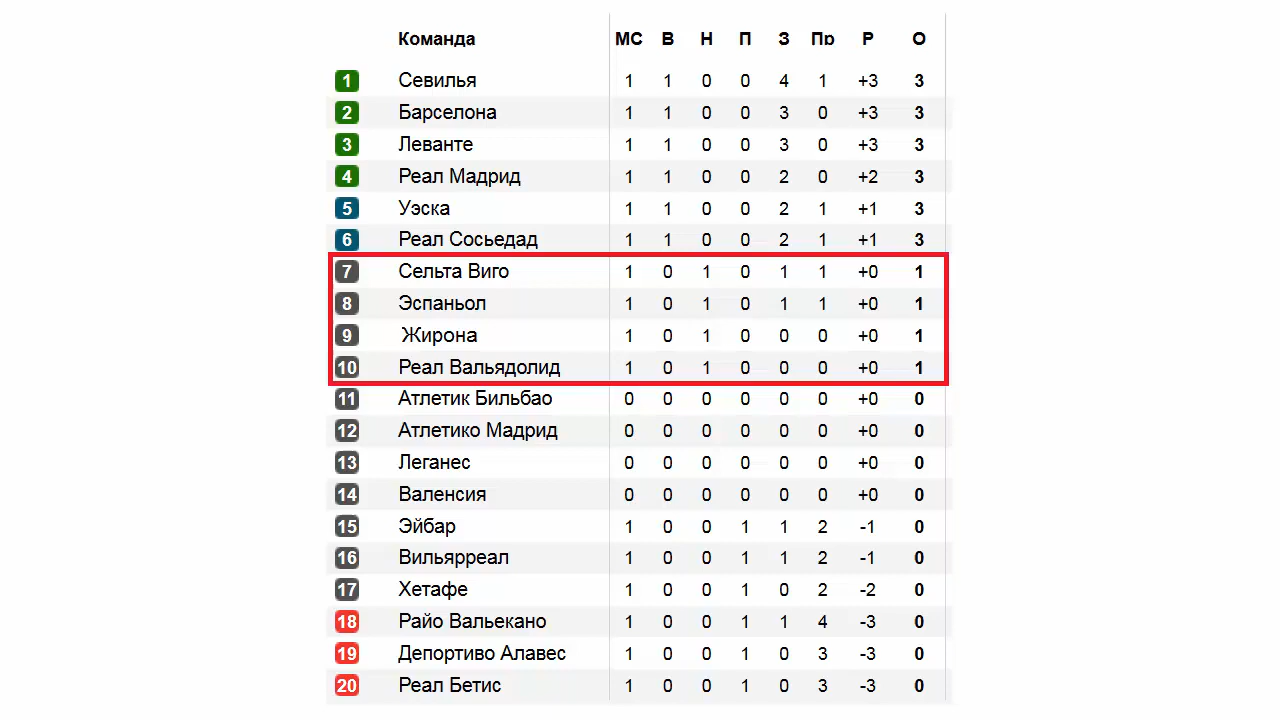 Команда МС В Н П З Пр Р О
1 Севилья 1 1 0 0 4 1 +3 3
2 Барселона 1 1 0 0 3 0 +3 3
3 Леванте 1 1 0 0 3 0 +3 3
4 Реал Мадрид 1 1 0 0 2 0 +2 3
5 Уэска 1 1 0 0 2 1 +1 3
6 Реал Сосьедад 1 1 0 0 2 1 +1 3
7 Сельта Виго 1 0 1 0 1 1 +0 1
8 Эспаньол 1 0 1 0 1 1 +0 1
9 Жирона 1 0 1 0 0 0 +0 1
10 Реал Вальядолид 1 0 1 0 0 0 +0 1
11 Атлетик Бильбао 0 0 0 0 0 0 +0 0
12 Атлетико Мадрид 0 0 0 0 0 0 +0 0
13 Леганес 0 0 0 0 0 0 +0 0
14 Валенсия 0 0 0 0 0 0 +0 0
15 Эйбар 1 0 0 1 1 2 -1 0
16 Вильярреал 1 0 0 1 1 2 -1 0
17 Хетафе 1 0 0 1 0 2 -2 0
18 Райо Вальекано 1 0 0 1 1 4 -3 0
19 Депортиво Алавес 1 0 0 1 0 3 -3 0
20 Реал Бетис 1 0 0 1 0 3 -3 0